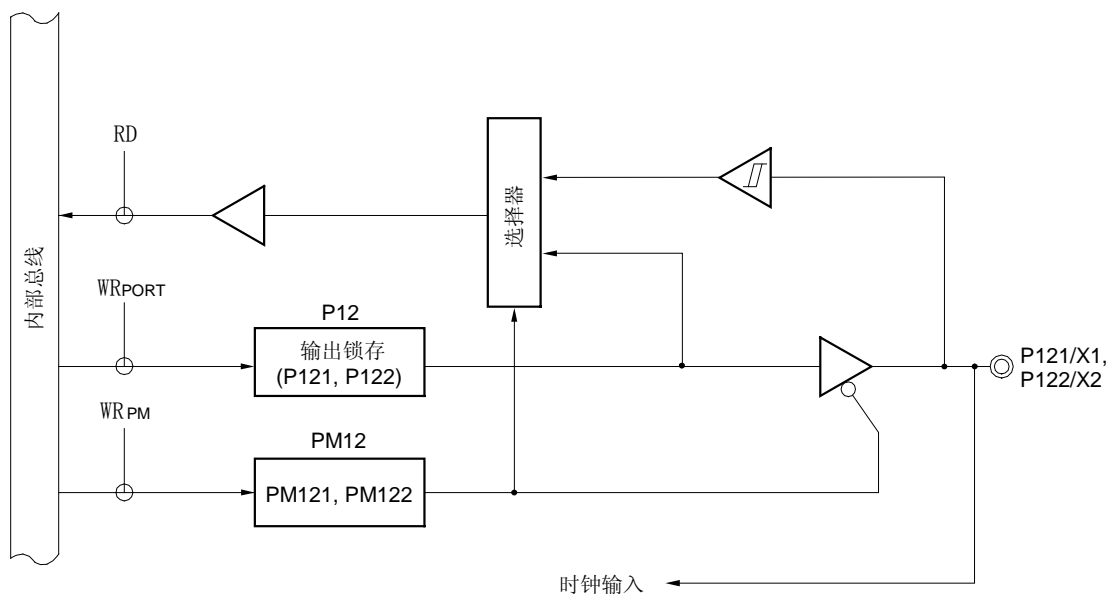 RD
选择器
内部总线
WRPORT
P12
输出锁存
(P121, P122)
P121/X1,
P122/X2
WRPM
PM12
PM121, PM122
时钟输入